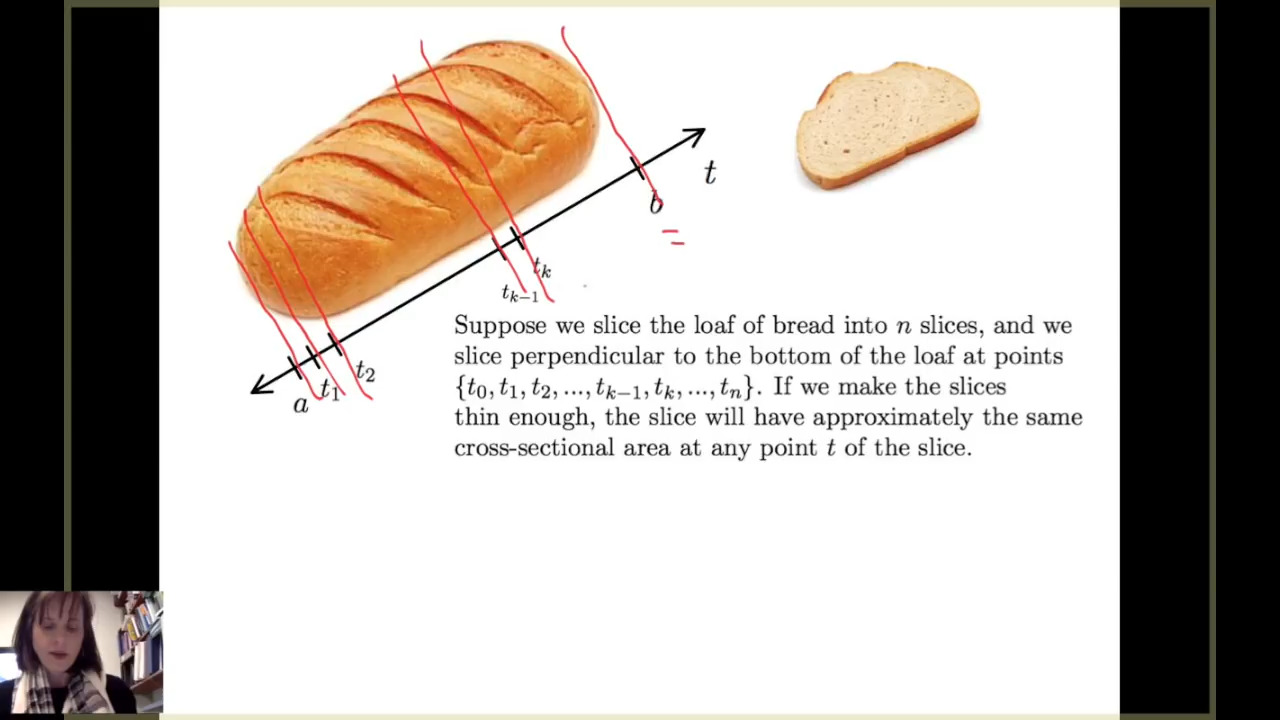 t
b
=
t_k
t_{k−1}
t_2
t_1
a
Suppose we slice the loaf of bread into n slices, and we
slice perpendicular to the bottom of the loaf at points
{t_0, t_1, t_2, ..., t_{k−1}, t_k, ..., t_n}. If we make the slices
thin enough, the slice will have approximately the same
cross-sectional area at any point t of the slice.